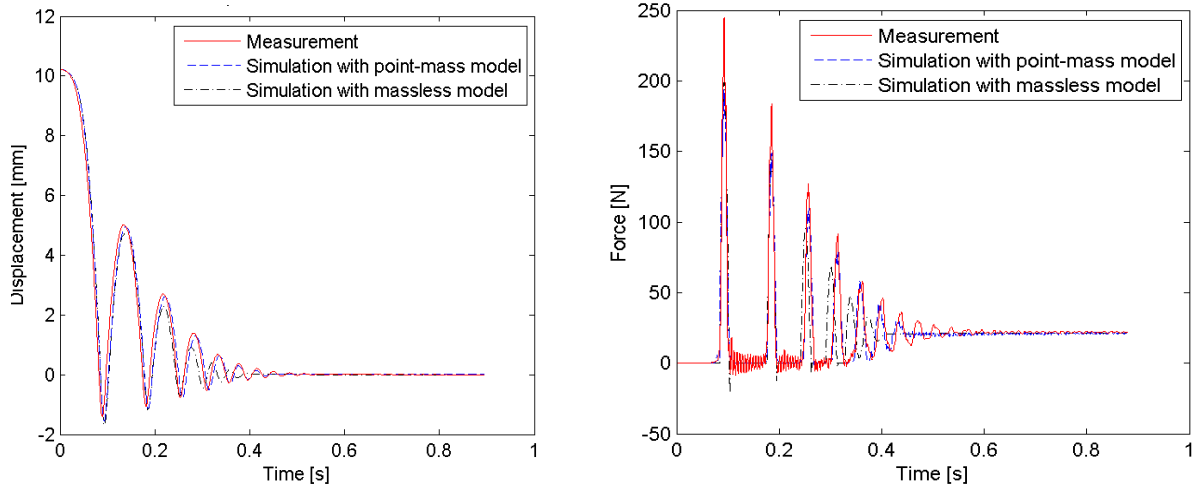 12
10
8
6
4
2
0
-2
Displacement [mm]
Measurement
Simulation with point-mass model
Simulation with massless model
0 0.2 0.4 0.6 0.8 1
Time [s]
250
200
150
100
50
0
-50
Force [N]
Measurement
Simulation with point-mass model
Simulation with massless model
0 0.2 0.4 0.6 0.8 1
Time [s]